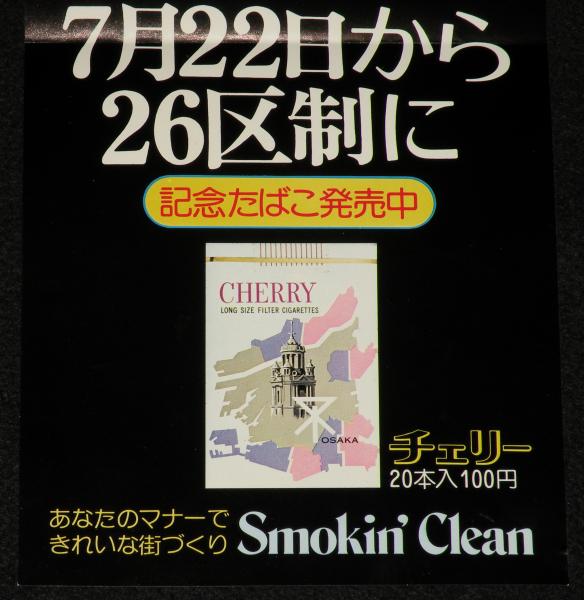 7月22日から
26区制に
記念たばこ発売中
CHERRY
LONG SIZE FILTER CIGARETTES
OSAKA
チェリー
20本入100円
あなたのマナーで
きれいな街づくり
Smokin' Clean